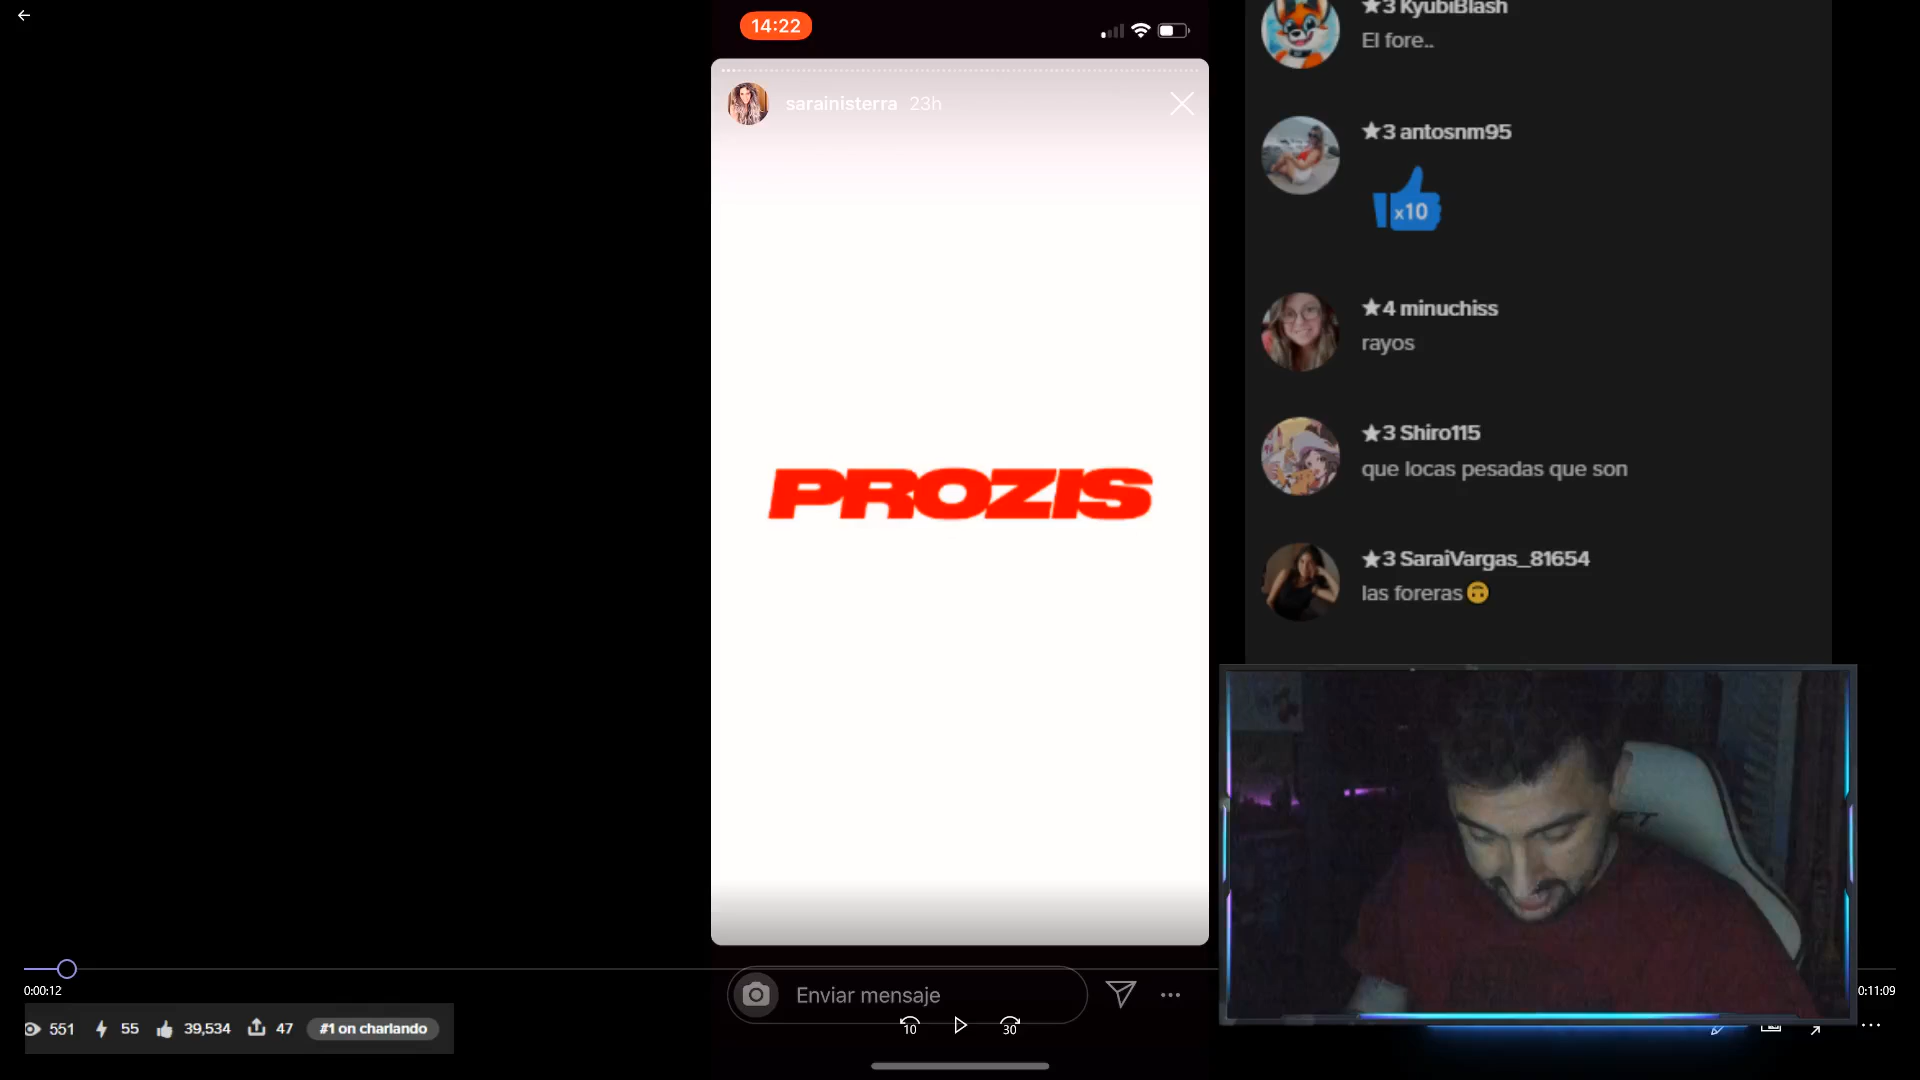 14:22
sarainisterra 23h
PROZIS
Enviar mensaje
10
30
0:00:12
0:11:09
551 55 39,534 47 #1 on charlando
★3 KyubiBlash
El fore..
★3 antosnm95
x10
★4 minuchiss
rayos
★3 Shiro115
que locas pesadas que son
★3 SaraiVargas_81654
las foreras🙃